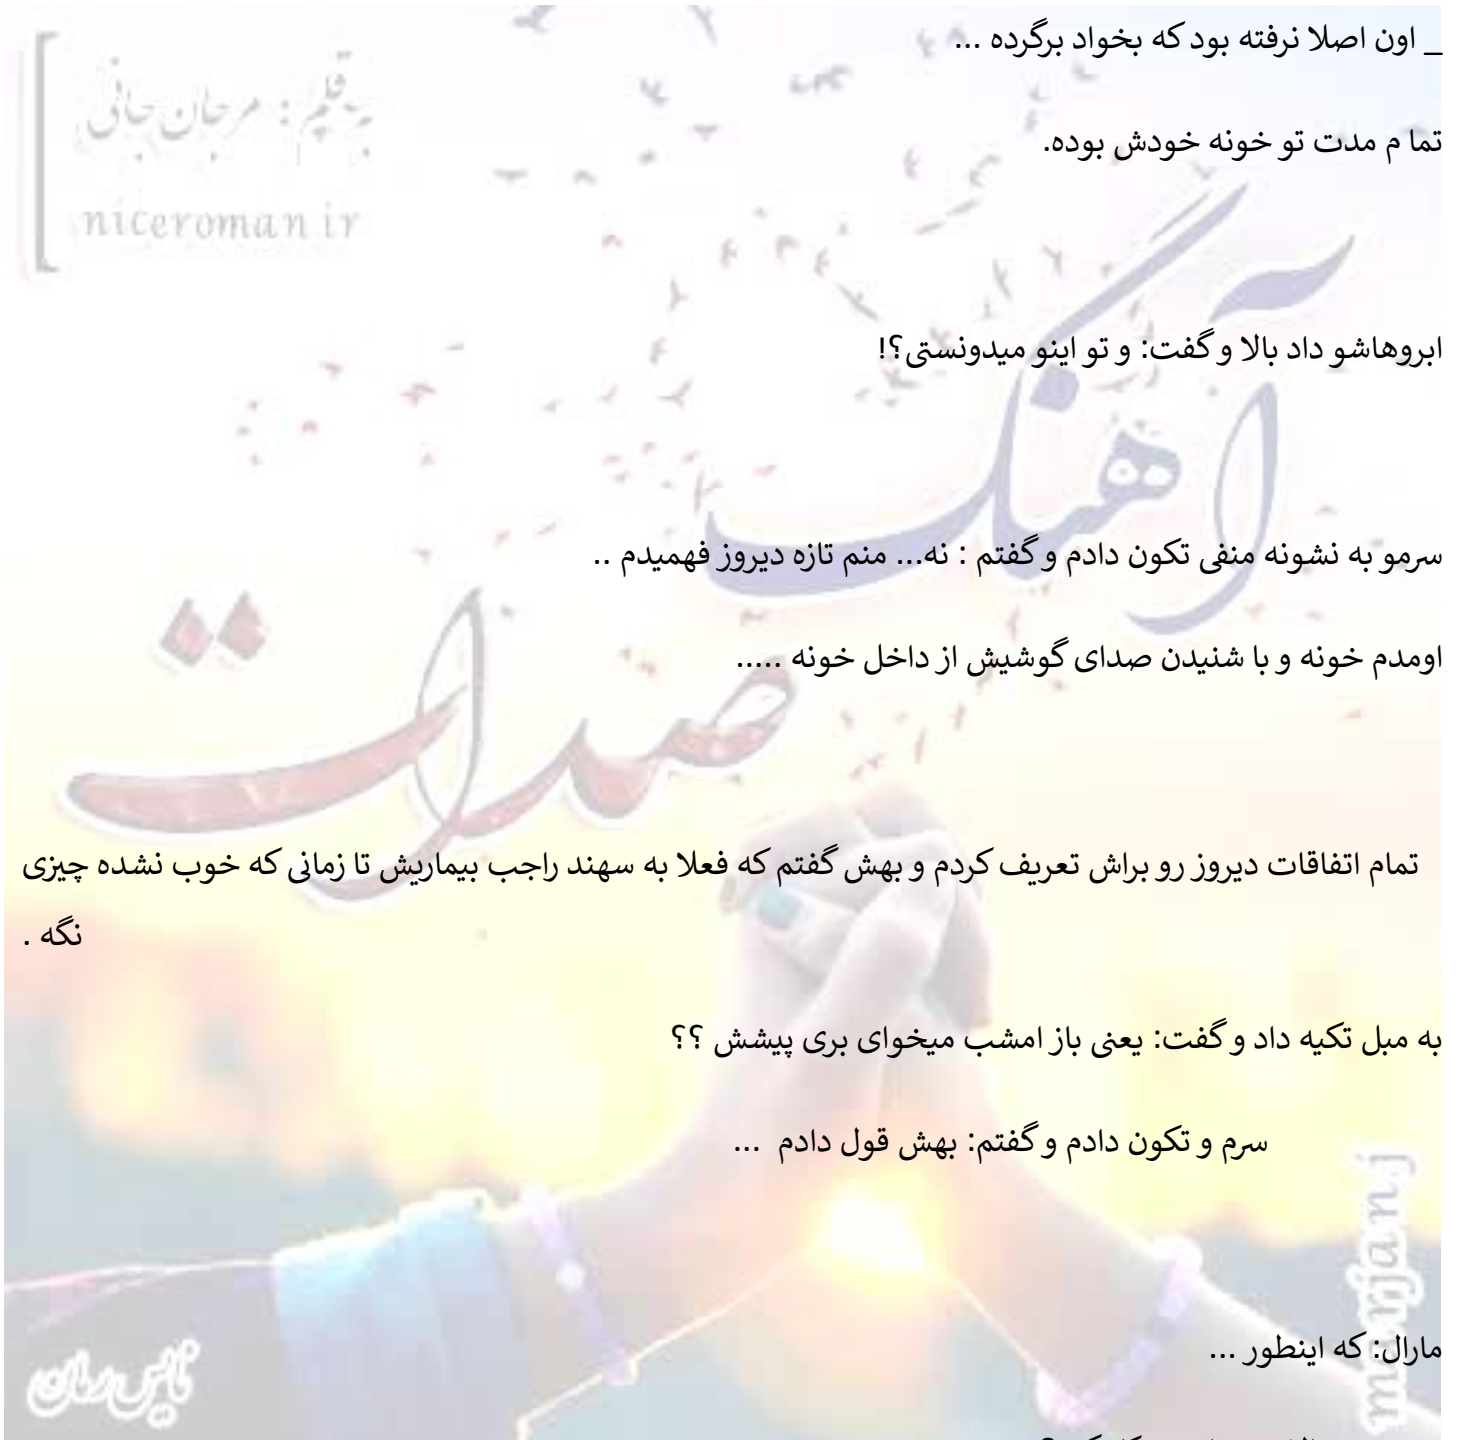 _ اون اصلا نرفته بود که بخواد برگرده ...
به قلم : مرجان جانی
تما م مدت تو خونه خودش بوده.
niceroman.ir
ابروهاشو داد بالا و گفت: و تو اینو میدونستی؟!
آهنگ
سرمو به نشونه منفی تکون دادم و گفتم : نه... منم تازه دیروز فهمیدم ..
اومدم خونه و با شنیدن صدای گوشیش از داخل خونه .....
صدات
تمام اتفاقات دیروز رو براش تعریف کردم و بهش گفتم که فعلا به سهند راجب بیماریش تا زمانی که خوب نشده چیزی
نگه .
به مبل تکیه داد و گفت: یعنی باز امشب میخوای بری پیشش ؟؟
سرم و تکون دادم و گفتم: بهش قول دادم ...
marjan.j
مارال: که اینطور ...
نایس رمان